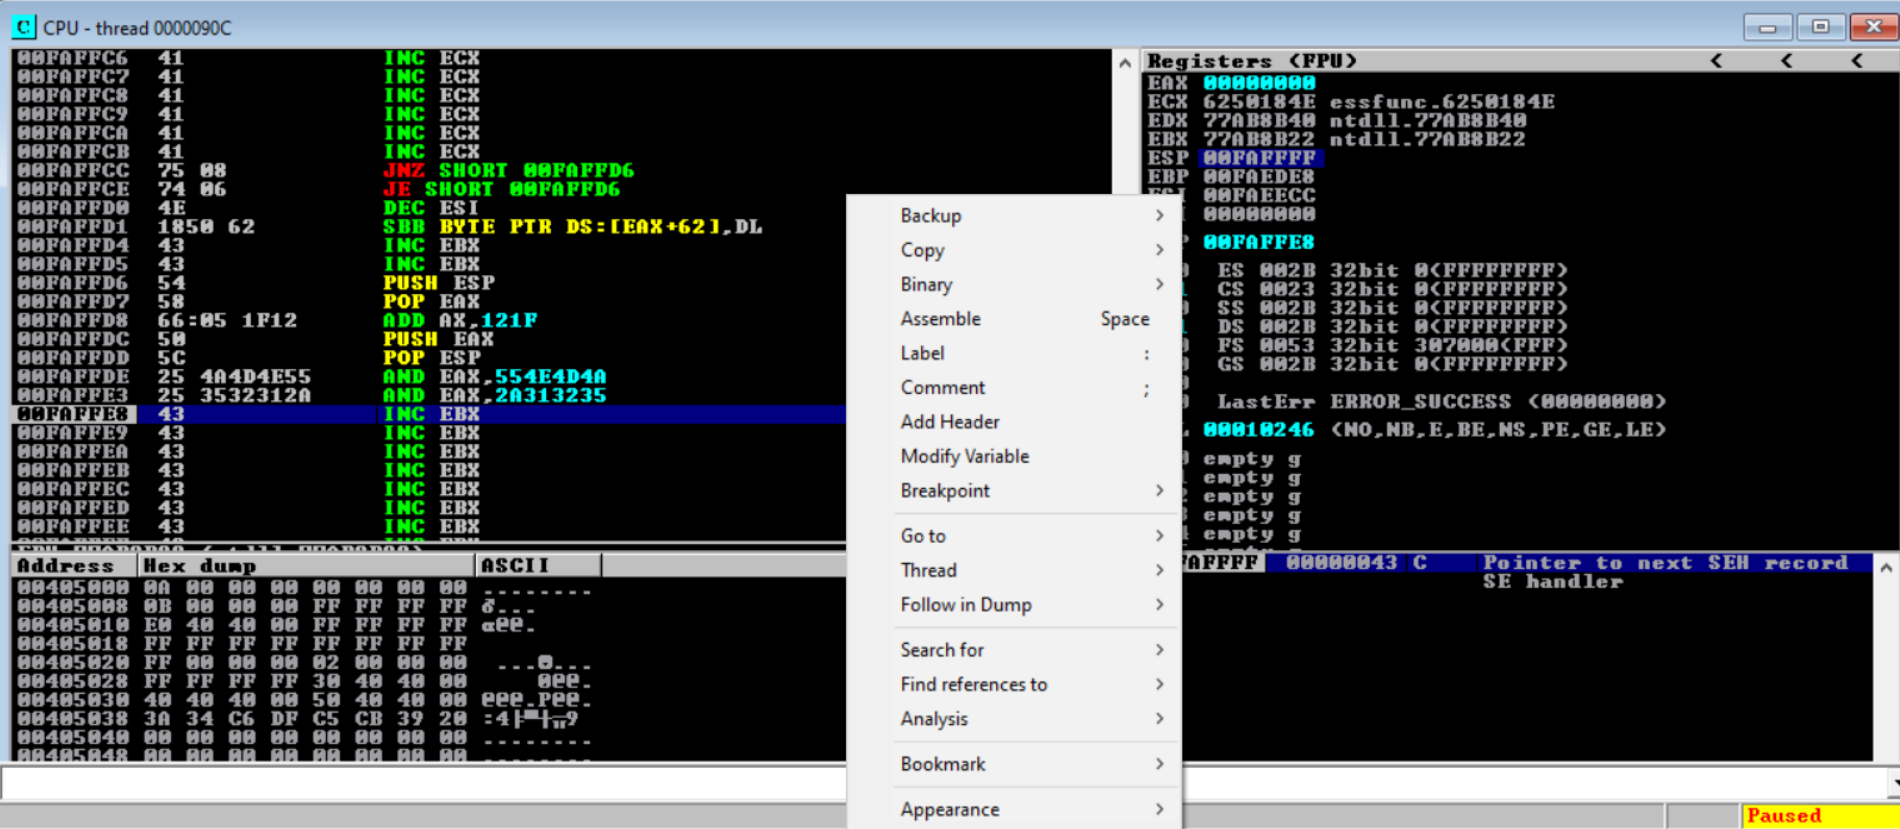 C CPU - thread 0000090C
00FAFFC6 41 INC ECX
00FAFFC7 41 INC ECX
00FAFFC8 41 INC ECX
00FAFFC9 41 INC ECX
00FAFFCA 41 INC ECX
00FAFFCB 41 INC ECX
00FAFFCC 75 08 JNZ SHORT 00FAFFD6
00FAFFCE 74 06 JE SHORT 00FAFFD6
00FAFFD0 4E DEC ESI
00FAFFD1 1850 62 SBB BYTE PTR DS:[EAX+62],DL
00FAFFD4 43 INC EBX
00FAFFD5 43 INC EBX
00FAFFD6 54 PUSH ESP
00FAFFD7 58 POP EAX
00FAFFD8 66:05 1F12 ADD AX,121F
00FAFFDC 50 PUSH EAX
00FAFFDD 5C POP ESP
00FAFFDE 25 4A4D4E55 AND EAX,554E4D4A
00FAFFE3 25 3532312A AND EAX,2A313235
00FAFFE8 43 INC EBX
00FAFFE9 43 INC EBX
00FAFFEA 43 INC EBX
00FAFFEB 43 INC EBX
00FAFFEC 43 INC EBX
00FAFFED 43 INC EBX
00FAFFEE 43 INC EBX
Registers (FPU) < < <
EAX 00000000
ECX 6250184E essfunc.6250184E
EDX 77AB8B40 ntdll.77AB8B40
EBX 77AB8B22 ntdll.77AB8B22
ESP 00FAFFFF
EBP 00FAEDE8
ESI 00FAEECC
00000000
00FAFFE8
ES 002B 32bit 0(FFFFFFFF)
CS 0023 32bit 0(FFFFFFFF)
SS 002B 32bit 0(FFFFFFFF)
DS 002B 32bit 0(FFFFFFFF)
FS 0053 32bit 307000(FFF)
GS 002B 32bit 0(FFFFFFFF)
LastErr ERROR_SUCCESS (00000000)
00010246 (NO,NB,E,BE,NS,PE,GE,LE)
empty g
empty g
empty g
empty g
empty g
Backup >
Copy >
Binary >
Assemble Space
Label :
Comment ;
Add Header
Modify Variable
Breakpoint >
Go to >
Thread >
Follow in Dump >
Search for >
Find references to >
Analysis >
Bookmark >
Appearance >
Address Hex dump ASCII
00405000 0A 00 00 00 00 00 00 00 ........
00405008 0B 00 00 00 FF FF FF FF ♂...
00405010 E0 40 40 00 FF FF FF FF α@@.
00405018 FF FF FF FF FF FF FF FF
00405020 FF 00 00 00 02 00 00 00 ...☻...
00405028 FF FF FF FF 30 40 40 00 0@@.
00405030 40 40 40 00 50 40 40 00 @@@.P@@.
00405038 3A 34 C6 DF C5 CB 39 20 :4╞▀┼╦9
00405040 00 00 00 00 00 00 00 00 ........
00405048 00 00 00 00 00 00 00 00 ........
AFFFF 00000043 C Pointer to next SEH record
SE handler
Paused